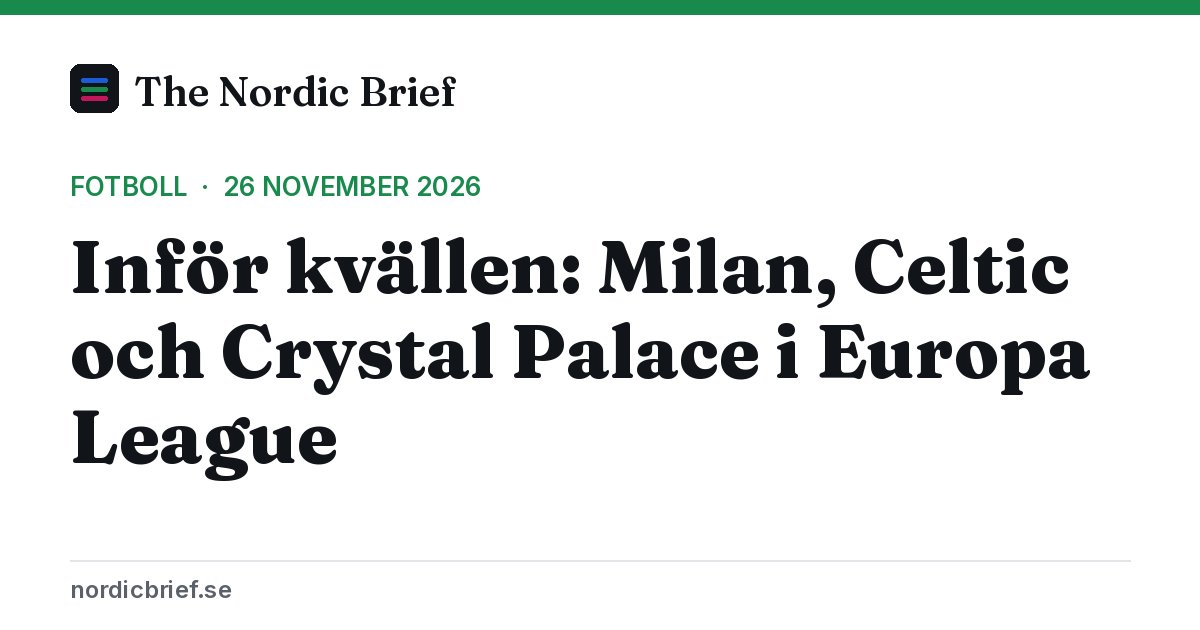 The Nordic Brief
FOTBOLL · 26 NOVEMBER 2026
Inför kvällen: Milan, Celtic
och Crystal Palace i Europa
League
nordicbrief.se